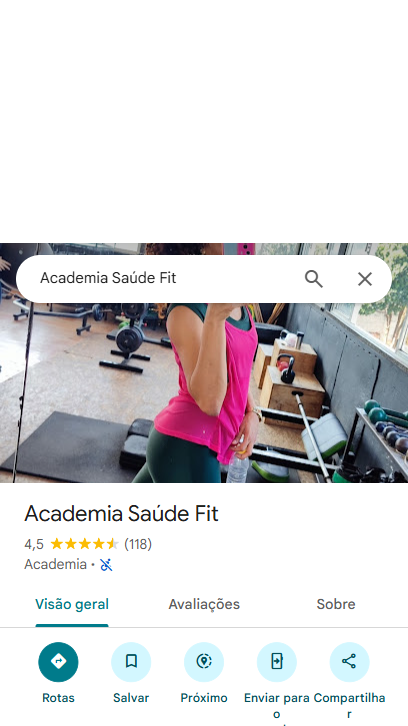 Academia Saúde Fit
Academia Saúde Fit
4,5 (118)
Academia ·
Visão geral Avaliações Sobre
Rotas Salvar Próximo Enviar para Compartilha
o r